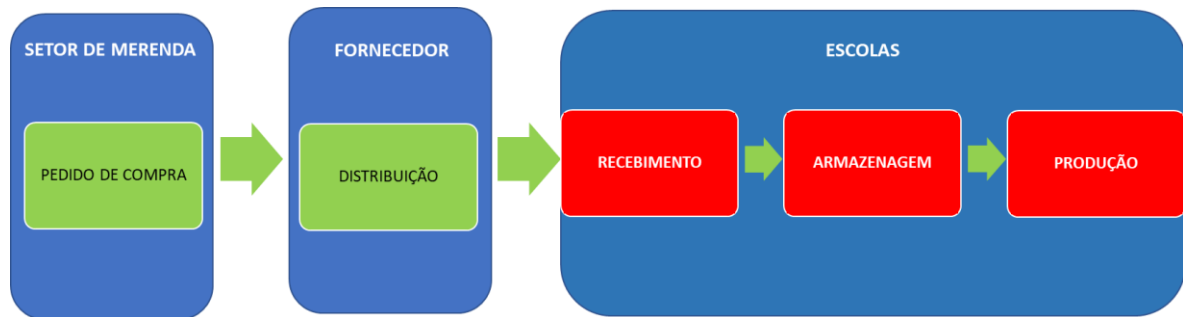 SETOR DE MERENDA
PEDIDO DE COMPRA
FORNECEDOR
DISTRIBUIÇÃO
ESCOLAS
RECEBIMENTO
ARMAZENAGEM
PRODUÇÃO